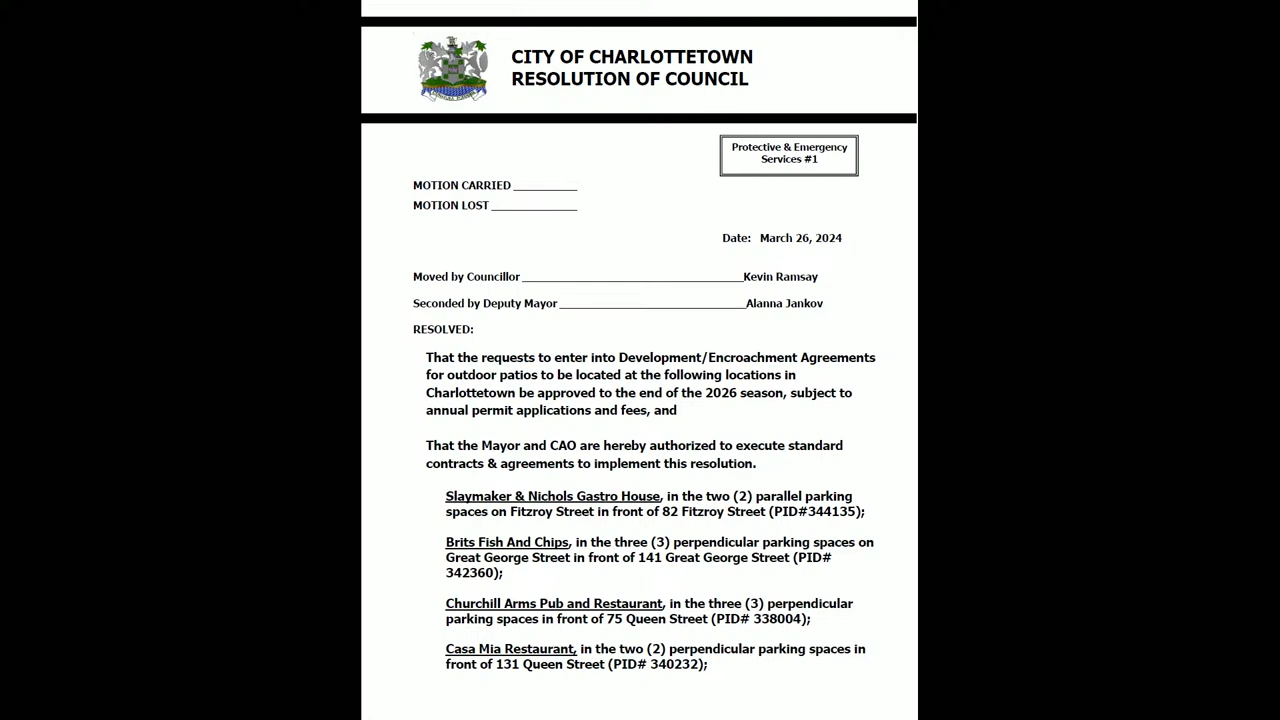 CITY OF CHARLOTTETOWN
RESOLUTION OF COUNCIL
Protective & Emergency
Services #1
MOTION CARRIED __________
MOTION LOST ______________
Date: March 26, 2024
Moved by Councillor ___________________________________Kevin Ramsay
Seconded by Deputy Mayor ______________________________Alanna Jankov
RESOLVED:
That the requests to enter into Development/Encroachment Agreements
for outdoor patios to be located at the following locations in
Charlottetown be approved to the end of the 2026 season, subject to
annual permit applications and fees, and
That the Mayor and CAO are hereby authorized to execute standard
contracts & agreements to implement this resolution.
Slaymaker & Nichols Gastro House, in the two (2) parallel parking
spaces on Fitzroy Street in front of 82 Fitzroy Street (PID#344135);
Brits Fish And Chips, in the three (3) perpendicular parking spaces on
Great George Street in front of 141 Great George Street (PID#
342360);
Churchill Arms Pub and Restaurant, in the three (3) perpendicular
parking spaces in front of 75 Queen Street (PID# 338004);
Casa Mia Restaurant, in the two (2) perpendicular parking spaces in
front of 131 Queen Street (PID# 340232);